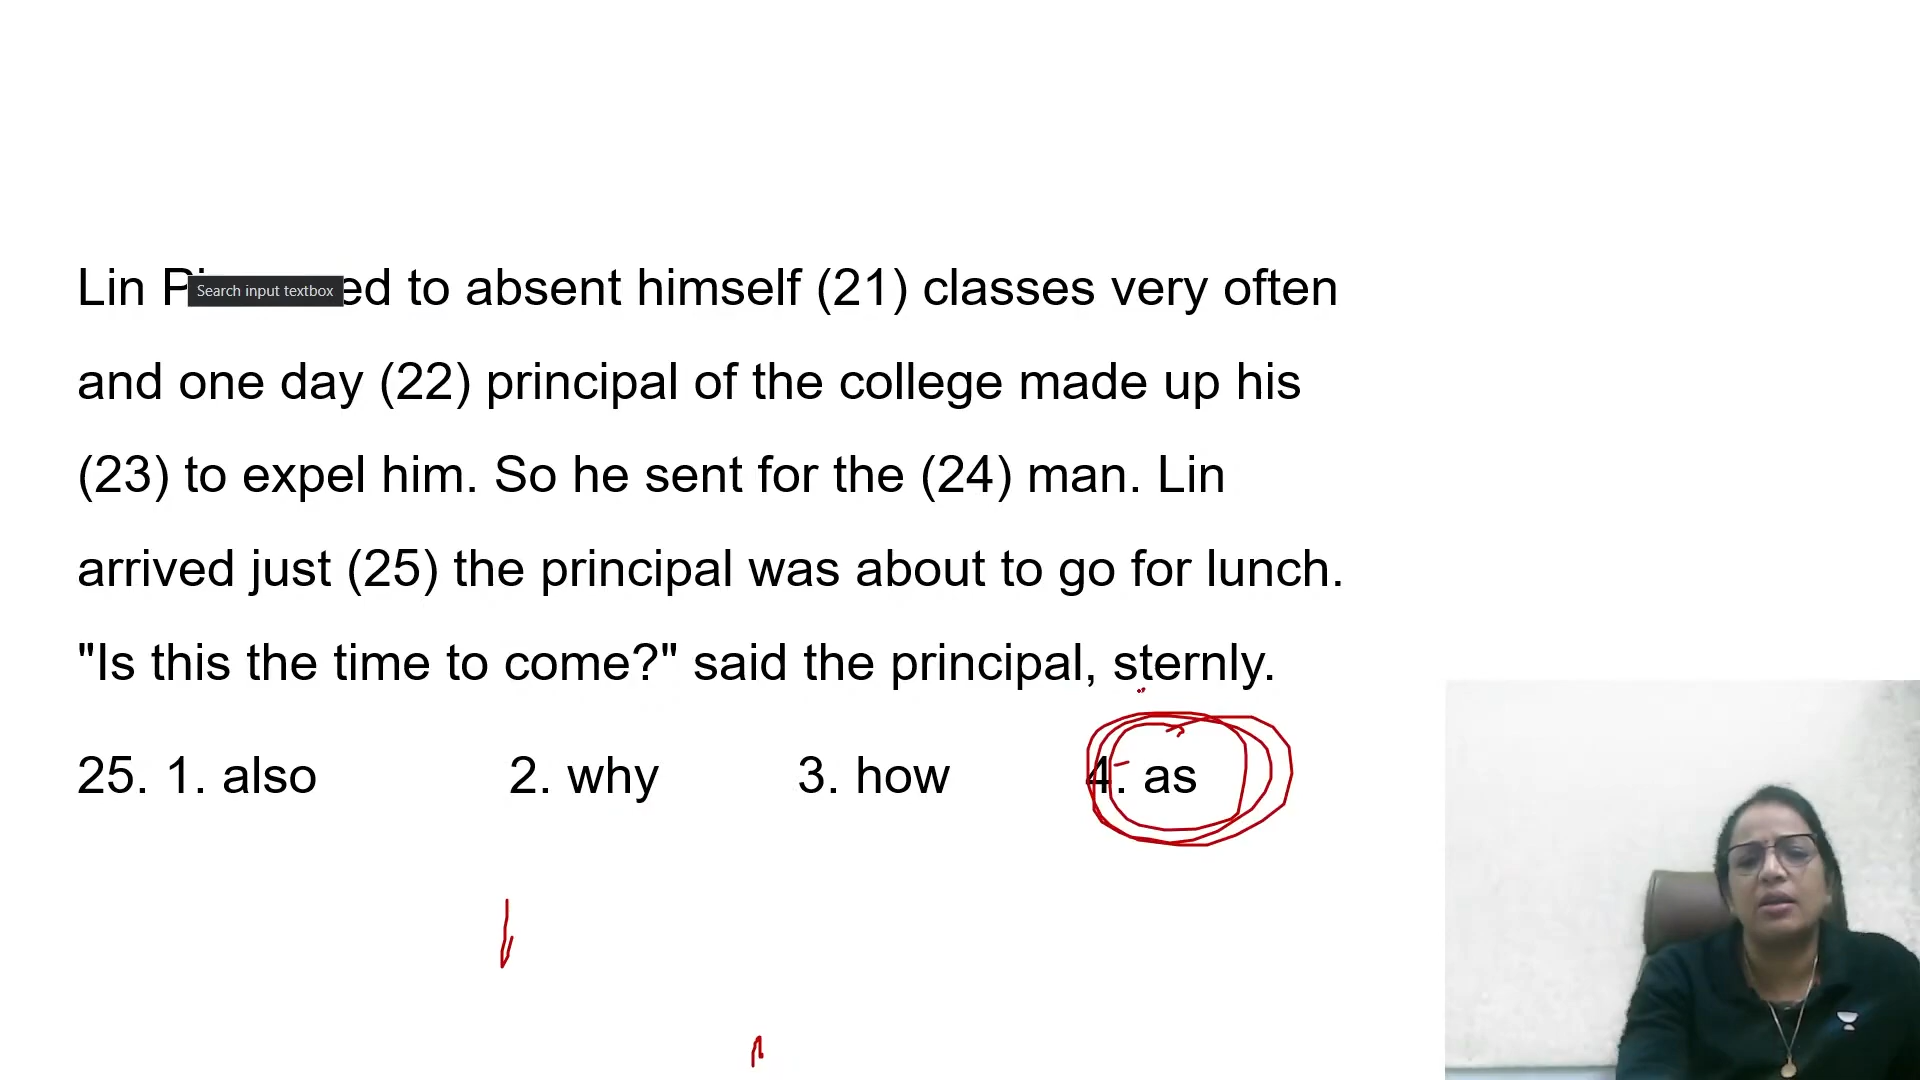 Lin Pi ed to absent himself (21) classes very often
Search input textbox
and one day (22) principal of the college made up his
(23) to expel him. So he sent for the (24) man. Lin
arrived just (25) the principal was about to go for lunch.
"Is this the time to come?" said the principal, sternly.
25. 1. also 2. why 3. how 4. as